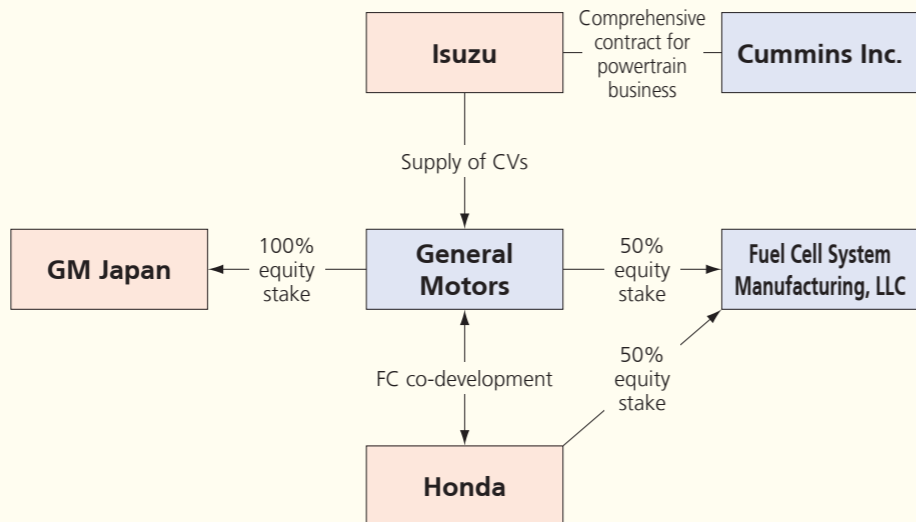 Isuzu
Comprehensive
contract for
powertrain
business
Cummins Inc.
Supply of CVs
GM Japan
100%
equity
stake
General
Motors
50%
equity
stake
Fuel Cell System
Manufacturing, LLC
FC co-development
50%
equity
stake
Honda